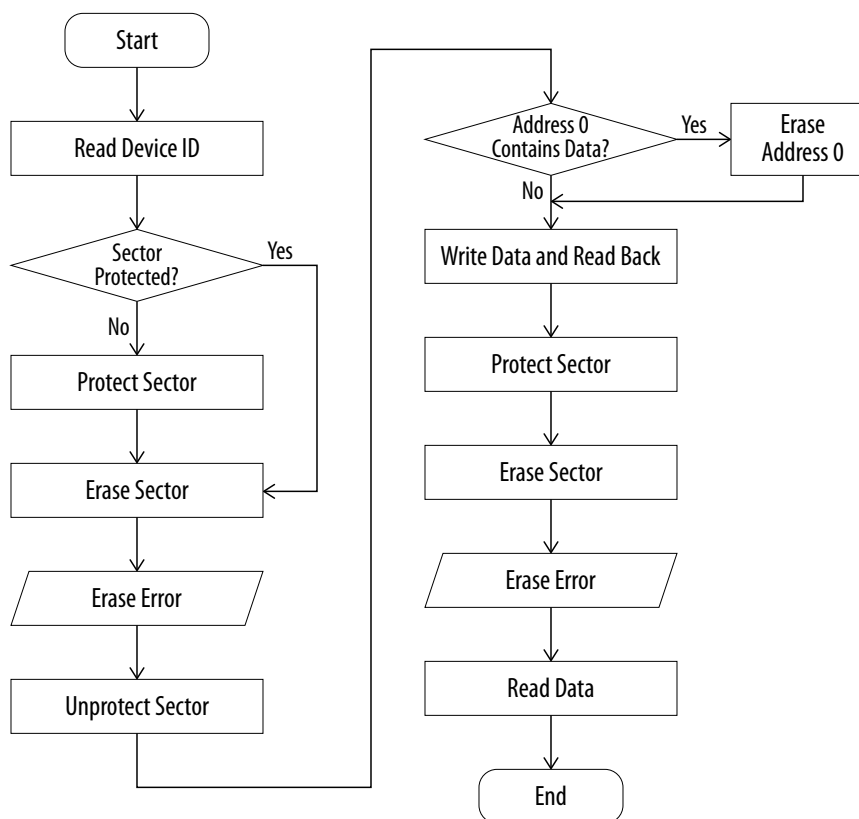 Start
Read Device ID
Sector
Protected?
Yes
No
Protect Sector
Erase Sector
Erase Error
Unprotect Sector
Address 0
Contains Data?
Yes
Erase
Address 0
No
Write Data and Read Back
Protect Sector
Erase Sector
Erase Error
Read Data
End